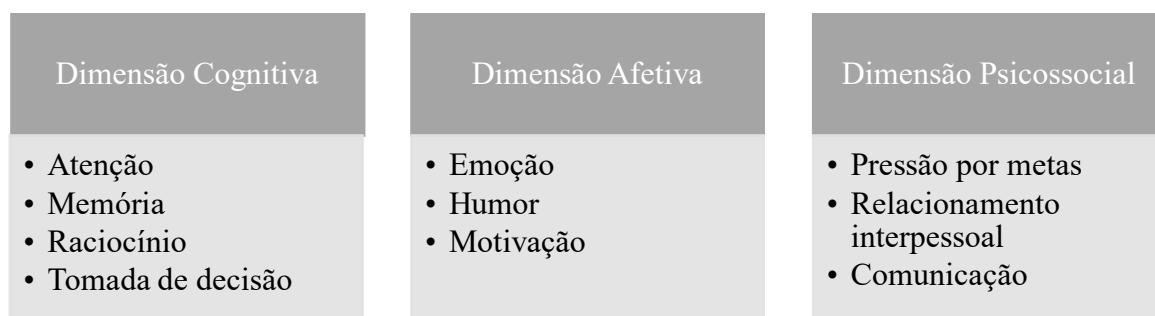 Dimensão Cognitiva
• Atenção
• Memória
• Raciocínio
• Tomada de decisão
Dimensão Afetiva
• Emoção
• Humor
• Motivação
Dimensão Psicossocial
• Pressão por metas
• Relacionamento
interpessoal
• Comunicação